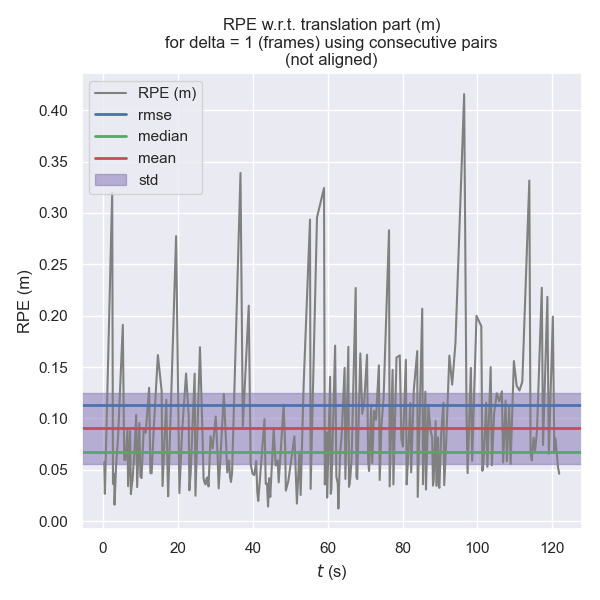 RPE w.r.t. translation part (m)
for delta = 1 (frames) using consecutive pairs
(not aligned)
RPE (m)
rmse
median
mean
std
0.40
0.35
0.30
0.25
0.20
0.15
0.10
0.05
0.00
RPE (m)
0 20 40 60 80 100 120
t (s)